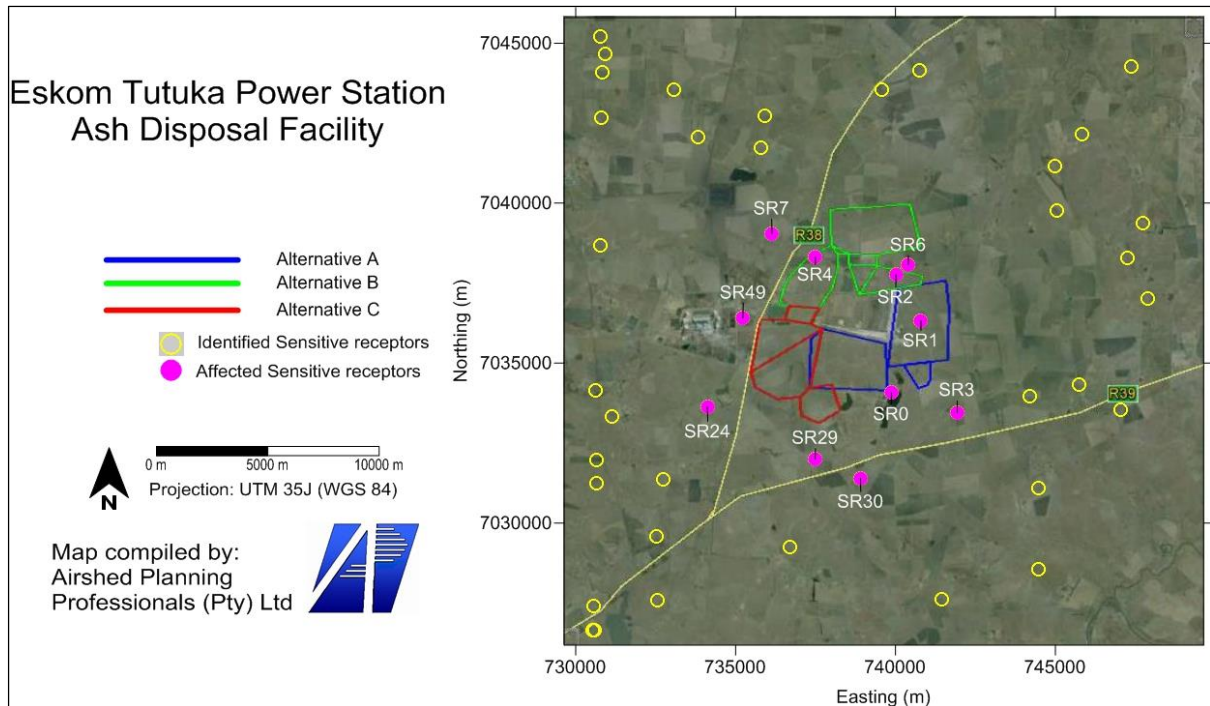 Eskom Tutuka Power Station
Ash Disposal Facility
Alternative A
Alternative B
Alternative C
Identified Sensitive receptors
Affected Sensitive receptors
0 m 5000 m 10000 m
Projection: UTM 35J (WGS 84)
N
Map compiled by:
Airshed Planning
Professionals (Pty) Ltd
7045000
7040000
7035000
7030000
Northing (m)
SR7
R38
SR4
SR6
SR2
SR49
SR1
SR0
SR3
R39
SR24
SR29
SR30
730000
735000
740000
745000
Easting (m)